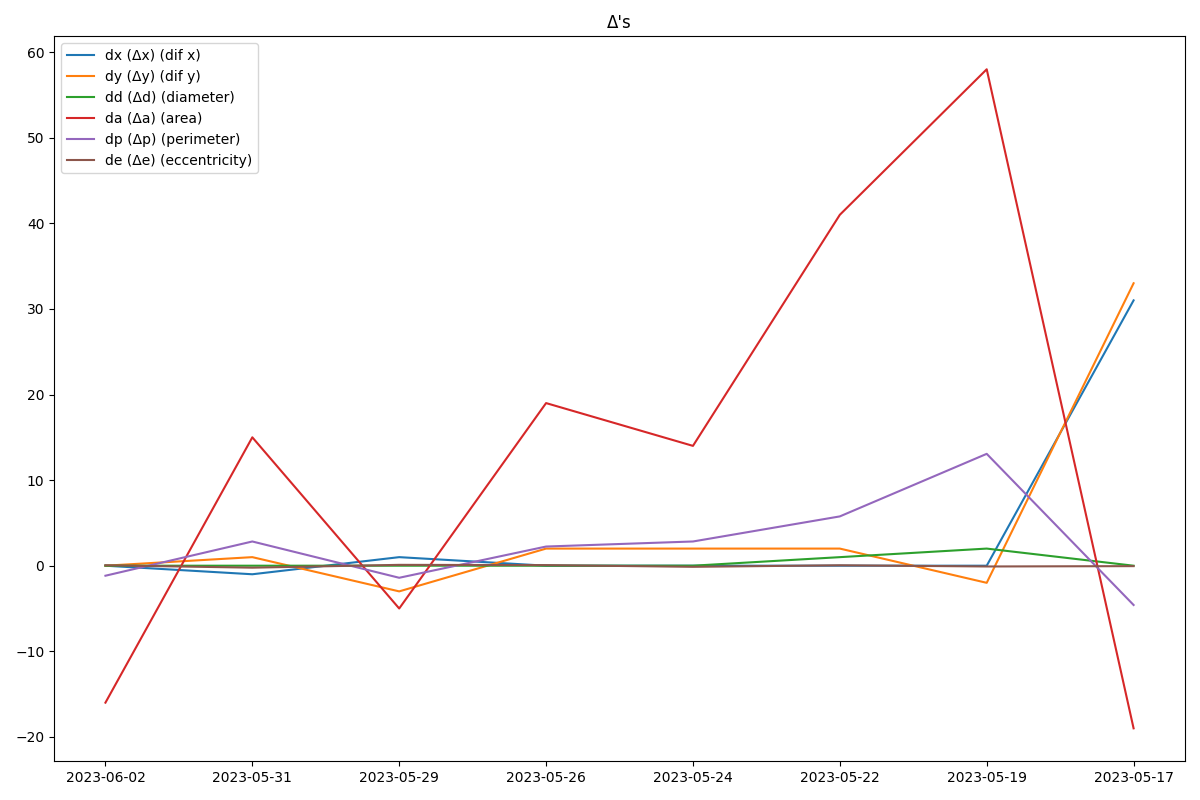 Δ's
dx (Δx) (dif x)
dy (Δy) (dif y)
dd (Δd) (diameter)
da (Δa) (area)
dp (Δp) (perimeter)
de (Δe) (eccentricity)
60
50
40
30
20
10
0
−10
−20
2023-06-02 2023-05-31 2023-05-29 2023-05-26 2023-05-24 2023-05-22 2023-05-19 2023-05-17